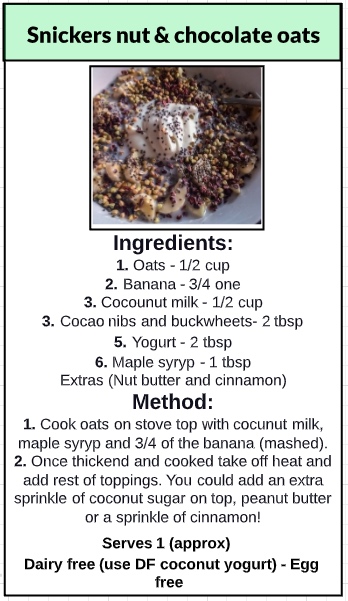 Snickers nut & chocolate oats
Ingredients:
1. Oats - 1/2 cup
2. Banana - 3/4 one
3. Cocounut milk - 1/2 cup
3. Cocao nibs and buckwheats- 2 tbsp
5. Yogurt - 2 tbsp
6. Maple syryp - 1 tbsp
Extras (Nut butter and cinnamon)
Method:
1. Cook oats on stove top with cocunut milk,
maple syryp and 3/4 of the banana (mashed).
2. Once thickend and cooked take off heat and
add rest of toppings. You could add an extra
sprinkle of coconut sugar on top, peanut butter
or a sprinkle of cinnamon!
Serves 1 (approx)
Dairy free (use DF coconut yogurt) - Egg
free